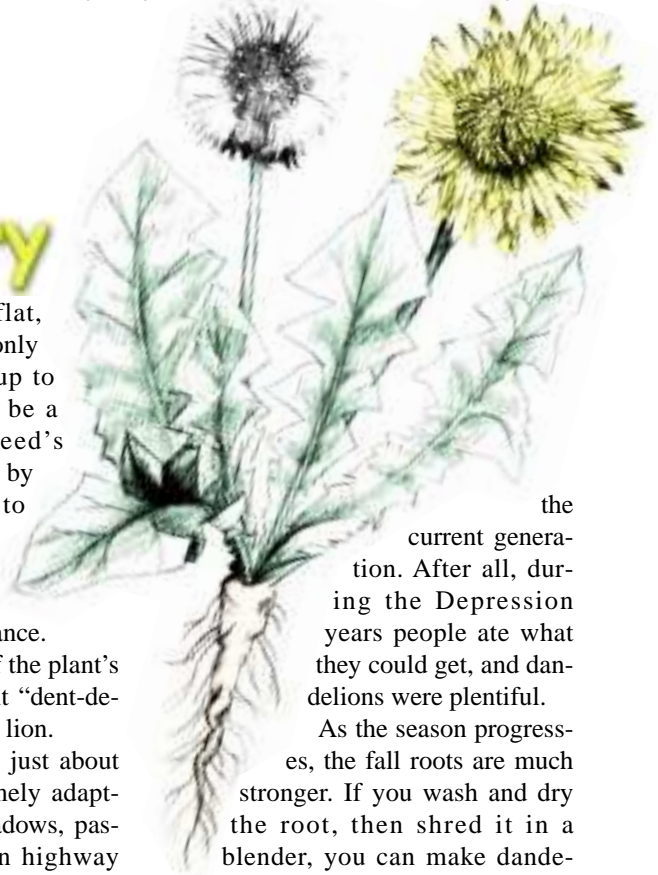 y
flat,
only
up to
be a
eed's
by
to
ance.
f the plant's
t “dent-de-
lion.
just about
nely adapt-
adows, pas-
n highway
the
current genera-
tion. After all, dur-
ing the Depression
years people ate what
they could get, and dan-
delions were plentiful.
As the season progress-
es, the fall roots are much
stronger. If you wash and dry
the root, then shred it in a
blender, you can make dande-